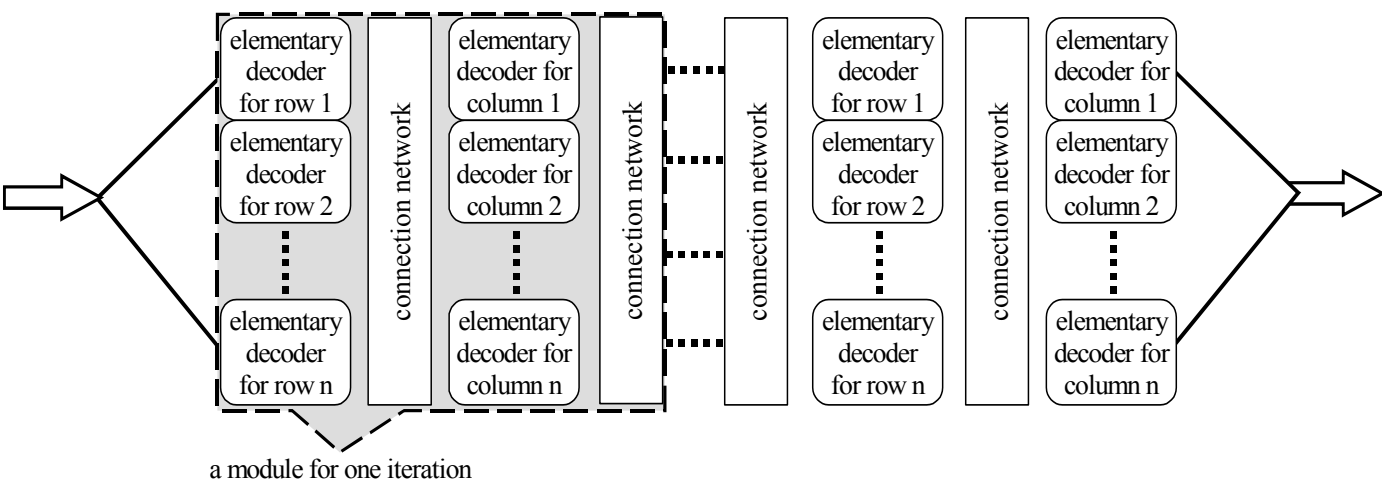 elementary
decoder
for row 1
elementary
decoder
for row 2
elementary
decoder
for row n
connection network
elementary
decoder for
column 1
elementary
decoder for
column 2
elementary
decoder for
column n
connection network
connection network
elementary
decoder
for row 1
elementary
decoder
for row 2
elementary
decoder
for row n
connection network
elementary
decoder for
column 1
elementary
decoder for
column 2
elementary
decoder for
column n
a module for one iteration